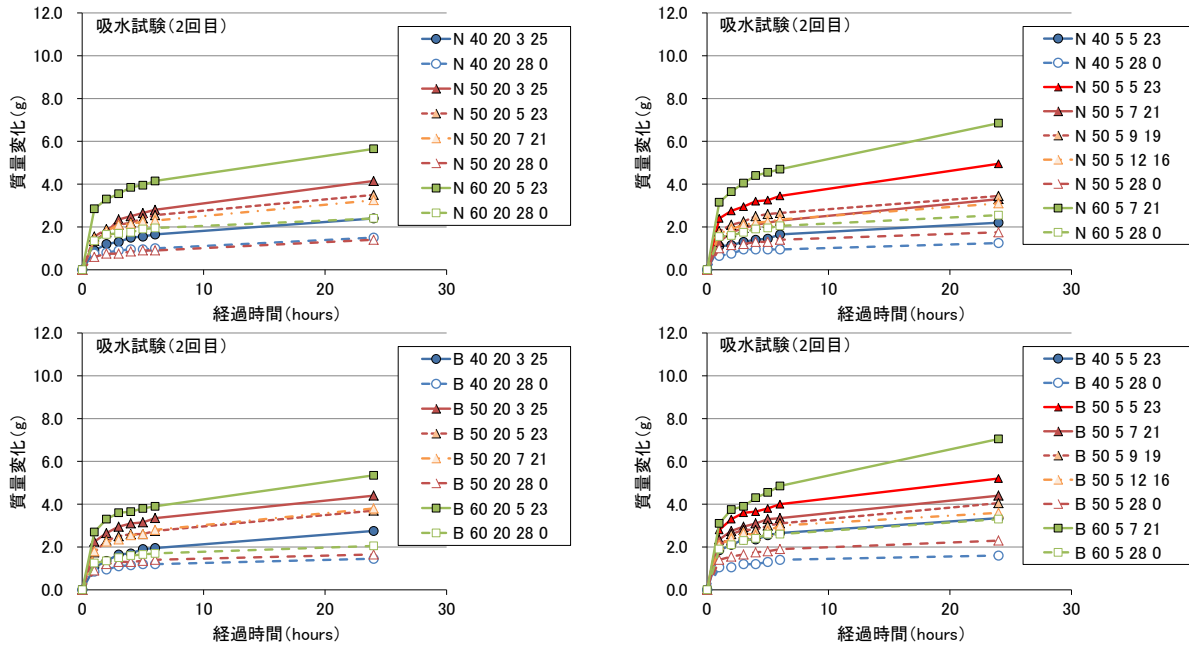 吸水試験(2回目)
質量変化(g)
12.0
10.0
8.0
6.0
4.0
2.0
0.0
0
10
20
30
経過時間(hours)
N 40 20 3 25
N 40 20 28 0
N 50 20 3 25
N 50 20 5 23
N 50 20 7 21
N 50 20 28 0
N 60 20 5 23
N 60 20 28 0
吸水試験(2回目)
質量変化(g)
12.0
10.0
8.0
6.0
4.0
2.0
0.0
0
10
20
30
経過時間(hours)
N 40 5 5 23
N 40 5 28 0
N 50 5 5 23
N 50 5 7 21
N 50 5 9 19
N 50 5 12 16
N 50 5 28 0
N 60 5 7 21
N 60 5 28 0
吸水試験(2回目)
質量変化(g)
12.0
10.0
8.0
6.0
4.0
2.0
0.0
0
10
20
30
経過時間(hours)
B 40 20 3 25
B 40 20 28 0
B 50 20 3 25
B 50 20 5 23
B 50 20 7 21
B 50 20 28 0
B 60 20 5 23
B 60 20 28 0
吸水試験(2回目)
質量変化(g)
12.0
10.0
8.0
6.0
4.0
2.0
0.0
0
10
20
30
経過時間(hours)
B 40 5 5 23
B 40 5 28 0
B 50 5 5 23
B 50 5 7 21
B 50 5 9 19
B 50 5 12 16
B 50 5 28 0
B 60 5 7 21
B 60 5 28 0